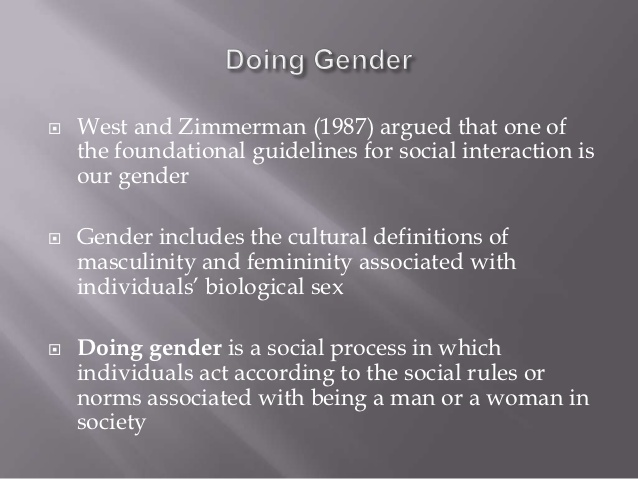 Doing Gender
West and Zimmerman (1987) argued that one of
the foundational guidelines for social interaction is
our gender
Gender includes the cultural definitions of
masculinity and femininity associated with
individuals’ biological sex
Doing gender is a social process in which
individuals act according to the social rules or
norms associated with being a man or a woman in
society